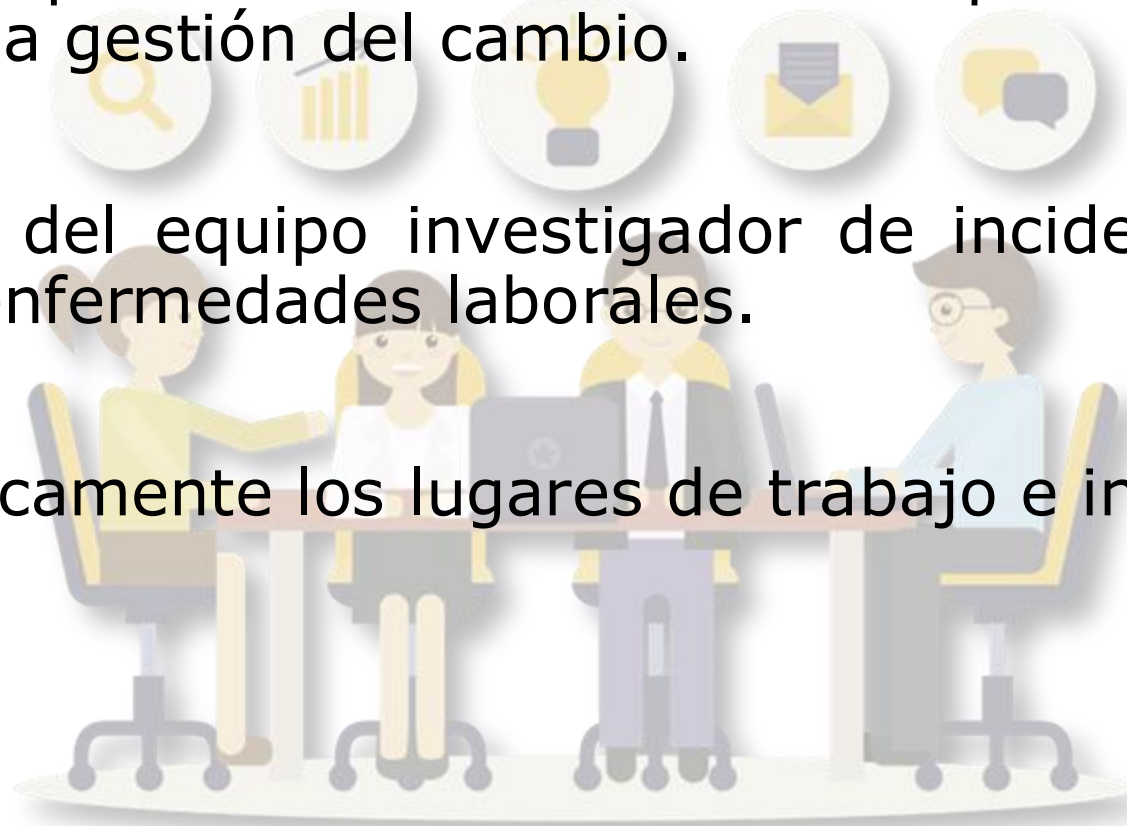 a gestión del cambio.
del equipo investigador de incide
nfermedades laborales.
camente los lugares de trabajo e in